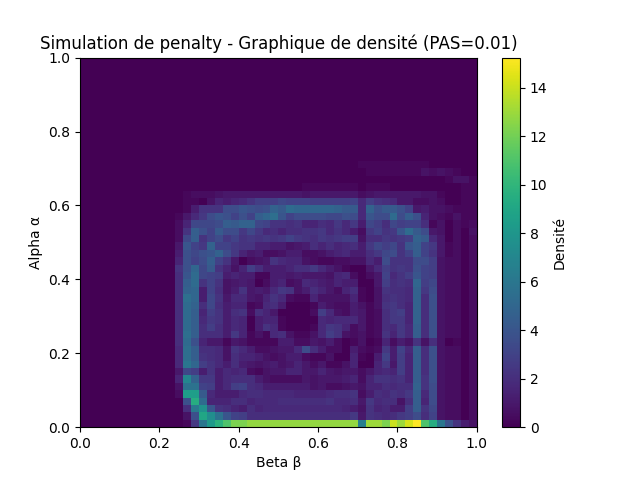 Simulation de penalty - Graphique de densité (PAS=0.01)
1.0
0.8
0.6
0.4
0.2
0.0
Alpha α
0.0 0.2 0.4 0.6 0.8 1.0
Beta β
14
12
10
8
6
4
2
0
Densité